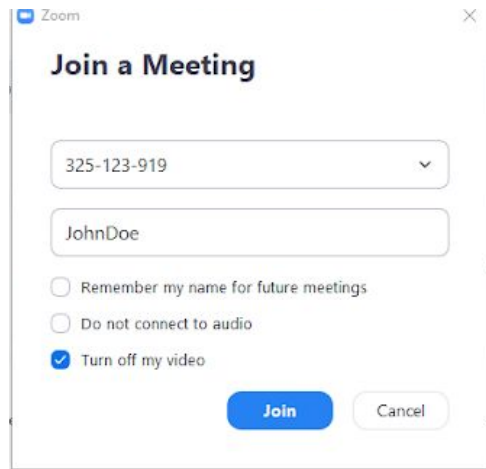 Zoom
Join a Meeting
325-123-919
JohnDoe
Remember my name for future meetings
Do not connect to audio
Turn off my video
Join Cancel